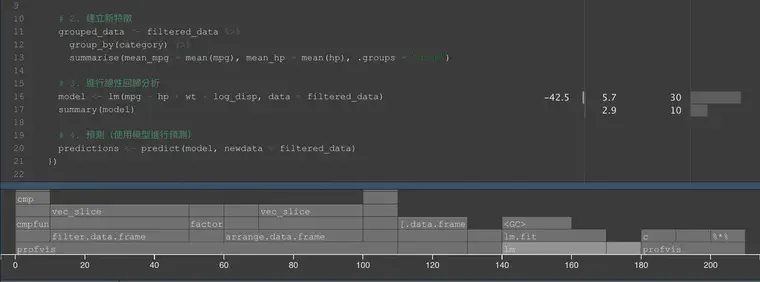 9
10 # 2. 建立新特徵
11 grouped_data <- filtered_data %>%
12 group_by(category) %>%
13 summarise(mean_mpg = mean(mpg), mean_hp = mean(hp), .groups =
14
15 # 3. 進行線性回歸分析
16 model <- lm(mpg ~ hp + wt + log_disp, data = filtered_data) -42.5 5.7 30
17 summary(model) 2.9 10
18
19 # 4. 預測（使用模型進行預測）
20 predictions <- predict(model, newdata = filtered_data)
21 })
22
cmp
vec_slice vec_slice
cmpfun factor [.data.frame <GC>
filter.data.frame arrange.data.frame lm.fit c %*%
profvis lm profvis
0 20 40 60 80 100 120 140 160 180 200